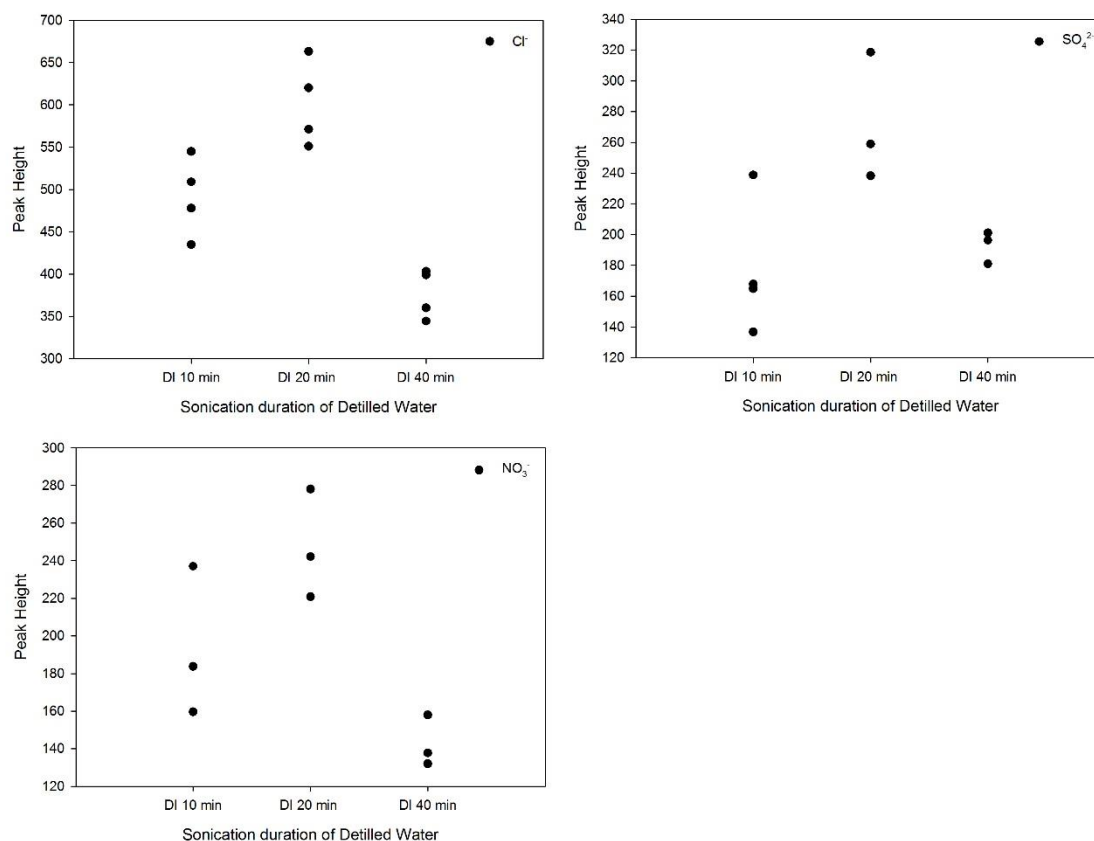 700
650
600
550
500
450
400
350
300
Peak Height
Cl⁻
DI 10 min DI 20 min DI 40 min
Sonication duration of Detilled Water
340
320
300
280
260
240
220
200
180
160
140
120
Peak Height
SO₄²⁻
DI 10 min DI 20 min DI 40 min
Sonication duration of Detilled Water
300
280
260
240
220
200
180
160
140
120
Peak Height
NO₃⁻
DI 10 min DI 20 min DI 40 min
Sonication duration of Detilled Water